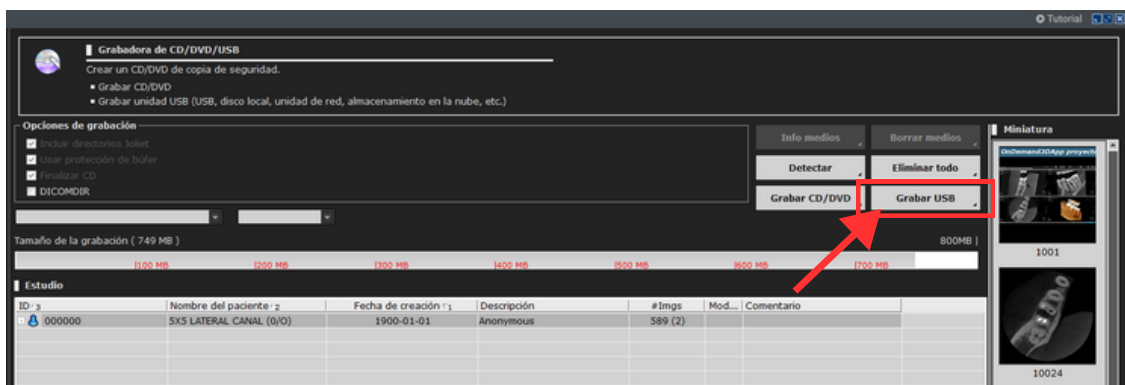 Tutorial
Grabadora de CD/DVD/USB
Crear un CD/DVD de copia de seguridad.
Grabar CD/DVD
Grabar unidad USB (USB, disco local, unidad de red, almacenamiento en la nube, etc.)
Opciones de grabación
Incluir directorios Joliet
Usar protección de búfer
Finalizar CD
DICOMDIR
Info medios
Borrar medios
Detectar
Eliminar todo
Grabar CD/DVD
Grabar USB
Tamaño de la grabación ( 749 MB )
800MB
100 MB 200 MB 300 MB 400 MB 500 MB 600 MB 700 MB
Estudio
ID 3 Nombre del paciente 2 Fecha de creación 1 Descripción #Imgs Mod... Comentario
000000 5X5 LATERAL CANAL (0/O) 1900-01-01 Anonymous 589 (2)
Miniatura
OnDemand3DApp proyect
1001
10024